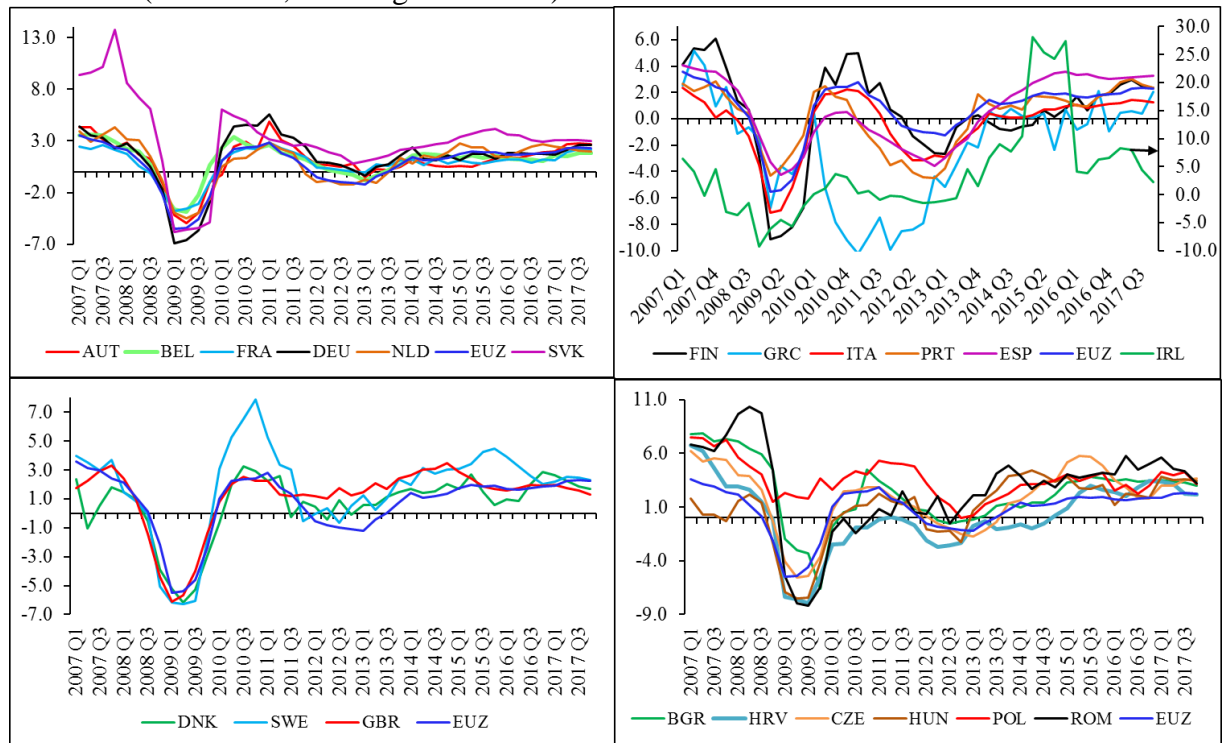 13.0
8.0
3.0
-2.0
-7.0
2007 Q1
2007 Q3
2008 Q1
2008 Q3
2009 Q1
2009 Q3
2010 Q1
2010 Q3
2011 Q1
2011 Q3
2012 Q1
2012 Q3
2013 Q1
2013 Q3
2014 Q1
2014 Q3
2015 Q1
2015 Q3
2016 Q1
2016 Q3
2017 Q1
2017 Q3
AUT BEL FRA DEU NLD EUZ SVK
6.0
4.0
2.0
0.0
-2.0
-4.0
-6.0
-8.0
-10.0
30.0
25.0
20.0
15.0
10.0
5.0
0.0
-5.0
-10.0
2007 Q1
2007 Q4
2008 Q3
2009 Q2
2010 Q1
2010 Q4
2011 Q3
2012 Q2
2013 Q1
2013 Q4
2014 Q3
2015 Q2
2016 Q1
2016 Q4
2017 Q3
FIN GRC ITA PRT ESP EUZ IRL
7.0
5.0
3.0
1.0
-1.0
-3.0
-5.0
-7.0
2007 Q1
2007 Q3
2008 Q1
2008 Q3
2009 Q1
2009 Q3
2010 Q1
2010 Q3
2011 Q1
2011 Q3
2012 Q1
2012 Q3
2013 Q1
2013 Q3
2014 Q1
2014 Q3
2015 Q1
2015 Q3
2016 Q1
2016 Q3
2017 Q1
2017 Q3
DNK SWE GBR EUZ
11.0
6.0
1.0
-4.0
-9.0
2007 Q1
2007 Q3
2008 Q1
2008 Q3
2009 Q1
2009 Q3
2010 Q1
2010 Q3
2011 Q1
2011 Q3
2012 Q1
2012 Q3
2013 Q1
2013 Q3
2014 Q1
2014 Q3
2015 Q1
2015 Q3
2016 Q1
2016 Q3
2017 Q1
2017 Q3
BGR HRV CZE HUN POL ROM EUZ